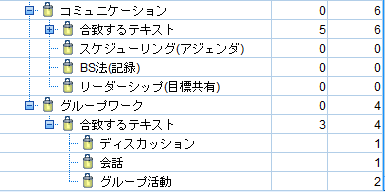 コミュニケーション 0 6
合致するテキスト 5 6
スケジューリング(アジェンダ) 0 0
BS法(記録) 0 0
リーダーシップ(目標共有) 0 0
グループワーク 0 4
合致するテキスト 3 4
ディスカッション 1
会話 1
グループ活動 2